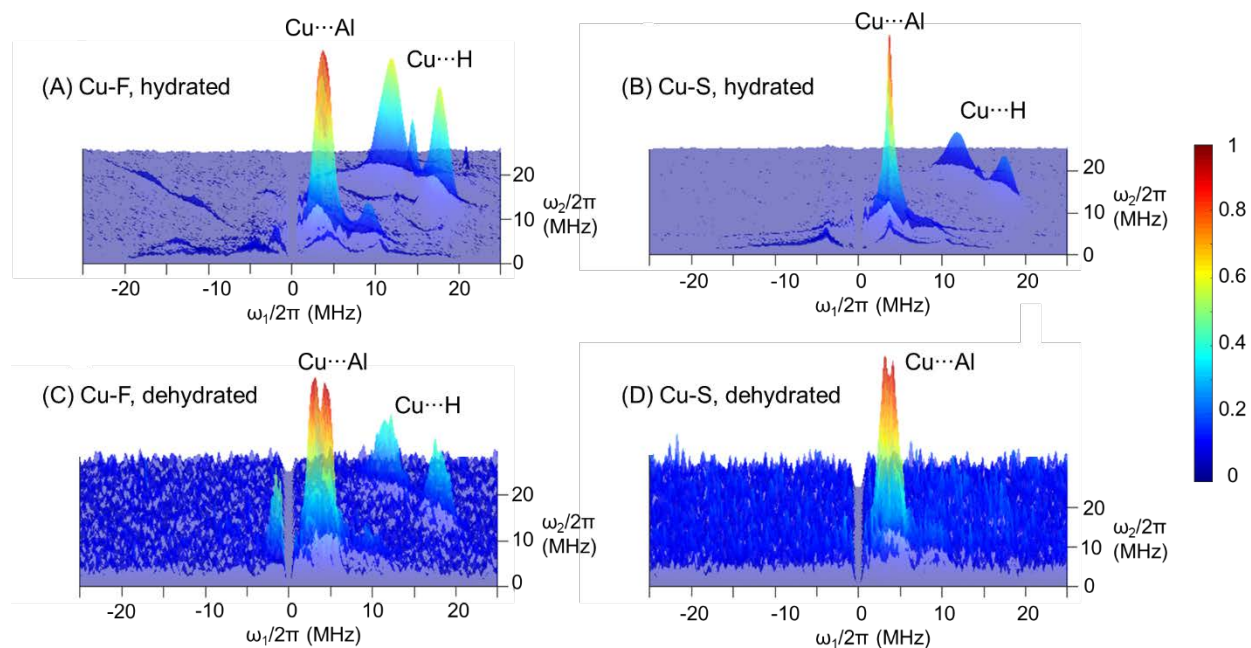 Cu···Al
Cu···H
(A) Cu-F, hydrated
20
10
0
ω₂/2π
(MHz)
-20
-10
0
10
20
ω₁/2π (MHz)
Cu···Al
(B) Cu-S, hydrated
Cu···H
20
10
0
ω₂/2π
(MHz)
-20
-10
0
10
20
ω₁/2π (MHz)
Cu···Al
(C) Cu-F, dehydrated
Cu···H
20
10
0
ω₂/2π
(MHz)
-20
-10
0
10
20
ω₁/2π (MHz)
Cu···Al
(D) Cu-S, dehydrated
20
10
0
ω₂/2π
(MHz)
-20
-10
0
10
20
ω₁/2π (MHz)
1
0.8
0.6
0.4
0.2
0